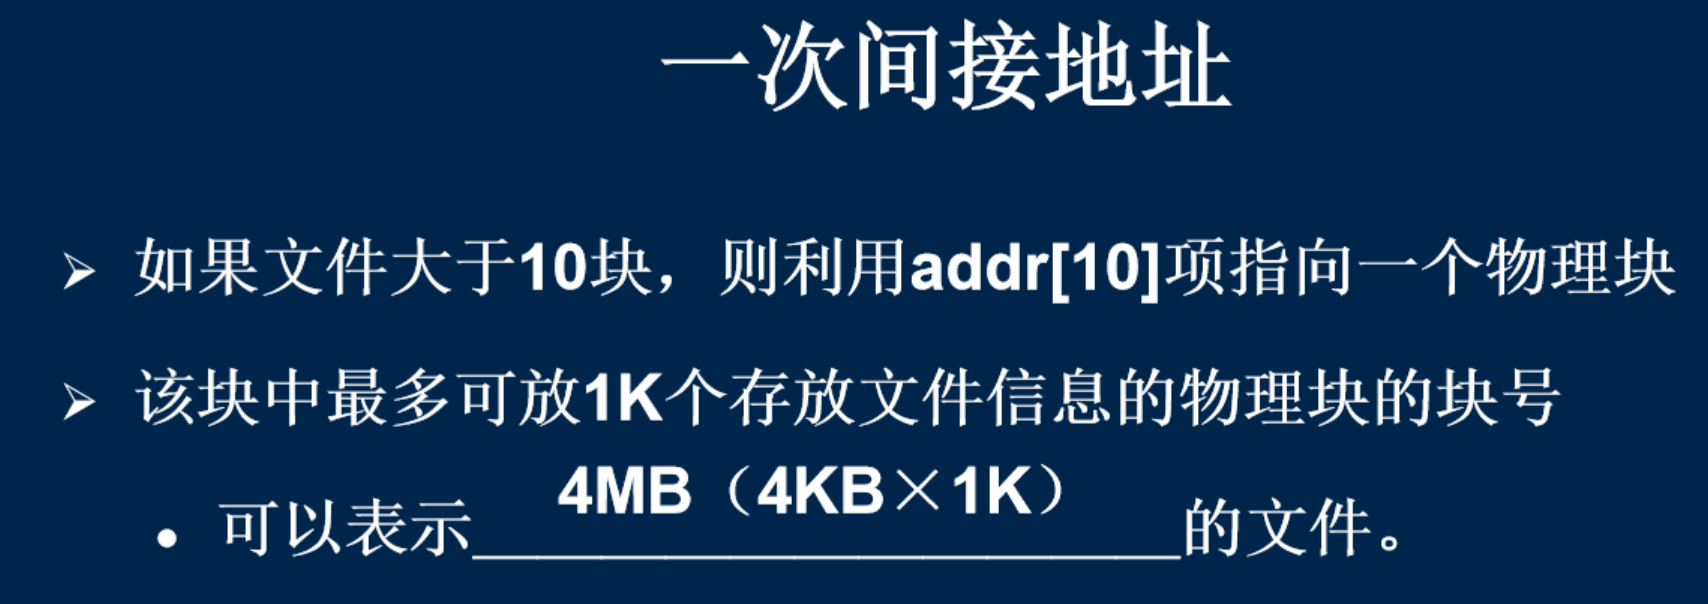 一次间接地址
➢ 如果文件大于10块，则利用addr[10]项指向一个物理块
➢ 该块中最多可放1K个存放文件信息的物理块的块号
• 可以表示4MB（4KB×1K）的文件。